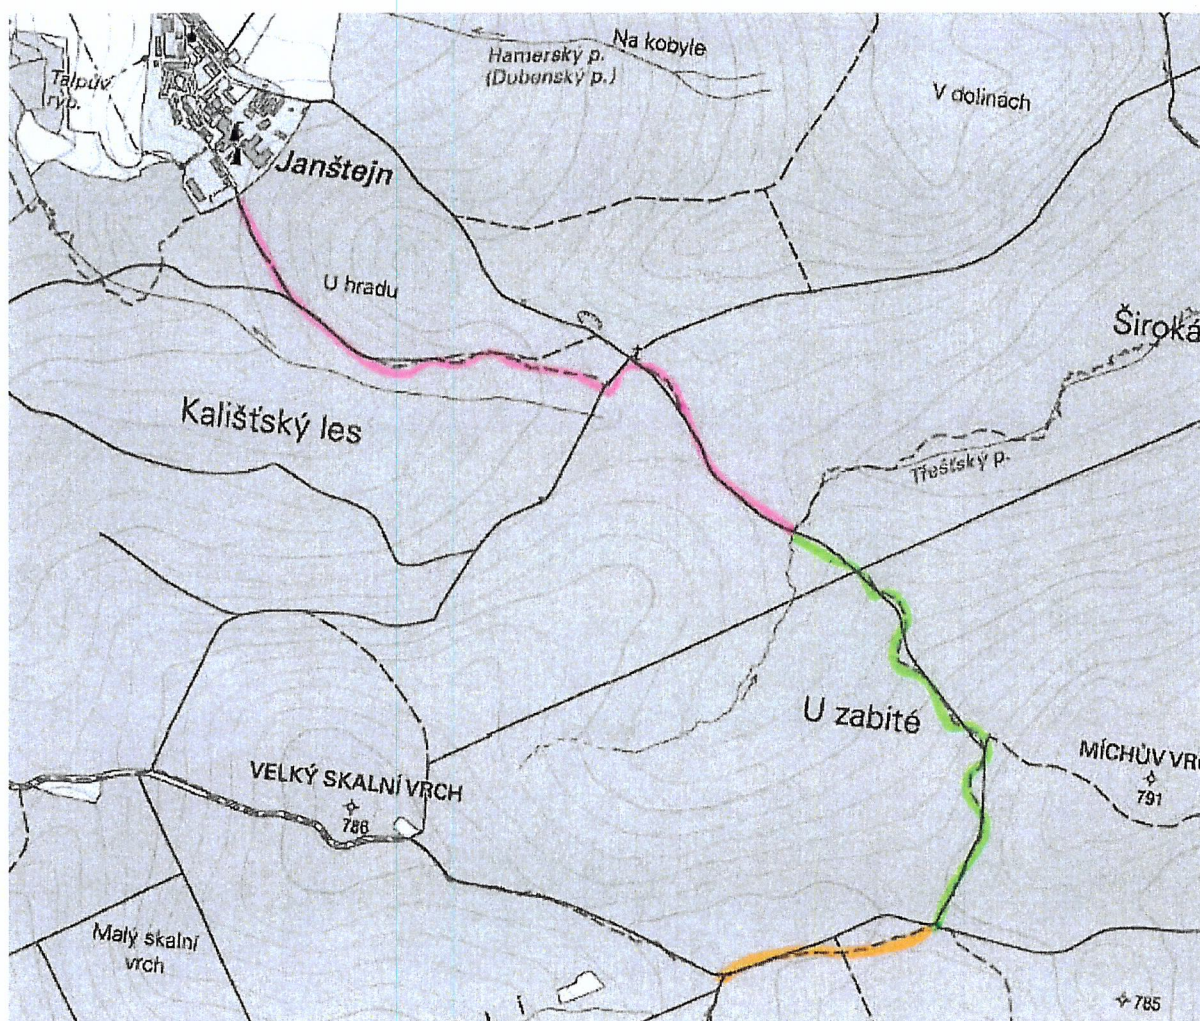 Na kobyle
Hamerský p.
(Dubenský p.)
Talpův
ryb.
V dolinách
Janštejn
U hradu
Široká
Kališťský les
Třešťský p.
U zabité
MÍCHŮV VR
791
VELKÝ SKALNÍ VRCH
786
Malý skalní
vrch
785